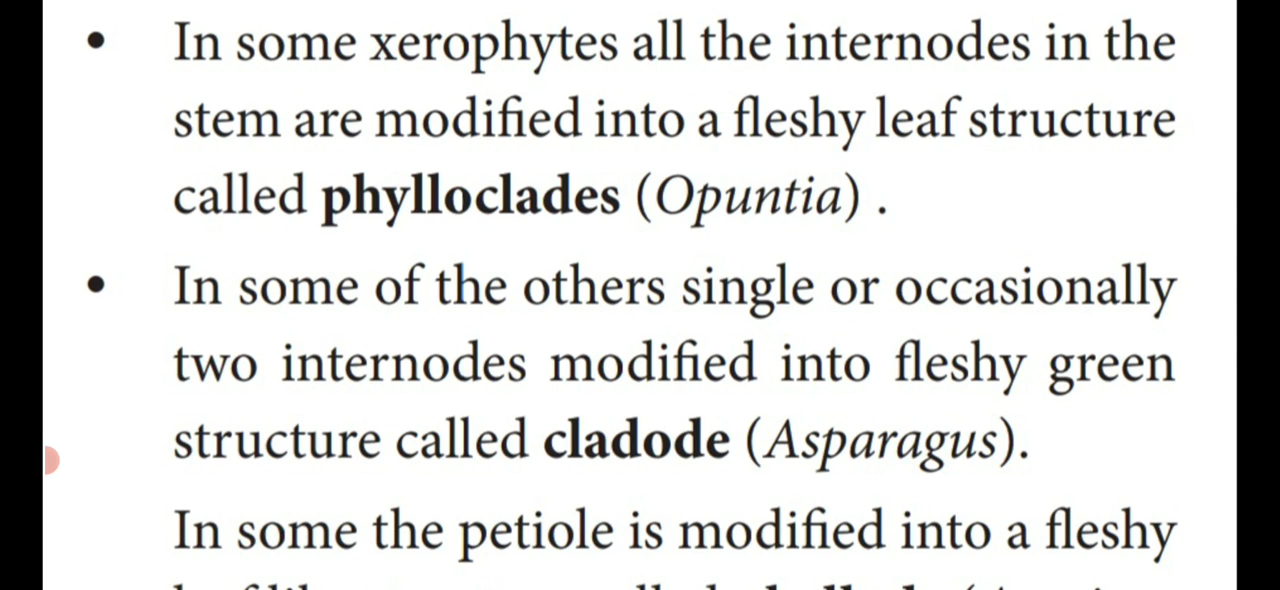 • In some xerophytes all the internodes in the
stem are modified into a fleshy leaf structure
called phylloclades (Opuntia) .
• In some of the others single or occasionally
two internodes modified into fleshy green
structure called cladode (Asparagus).
In some the petiole is modified into a fleshy